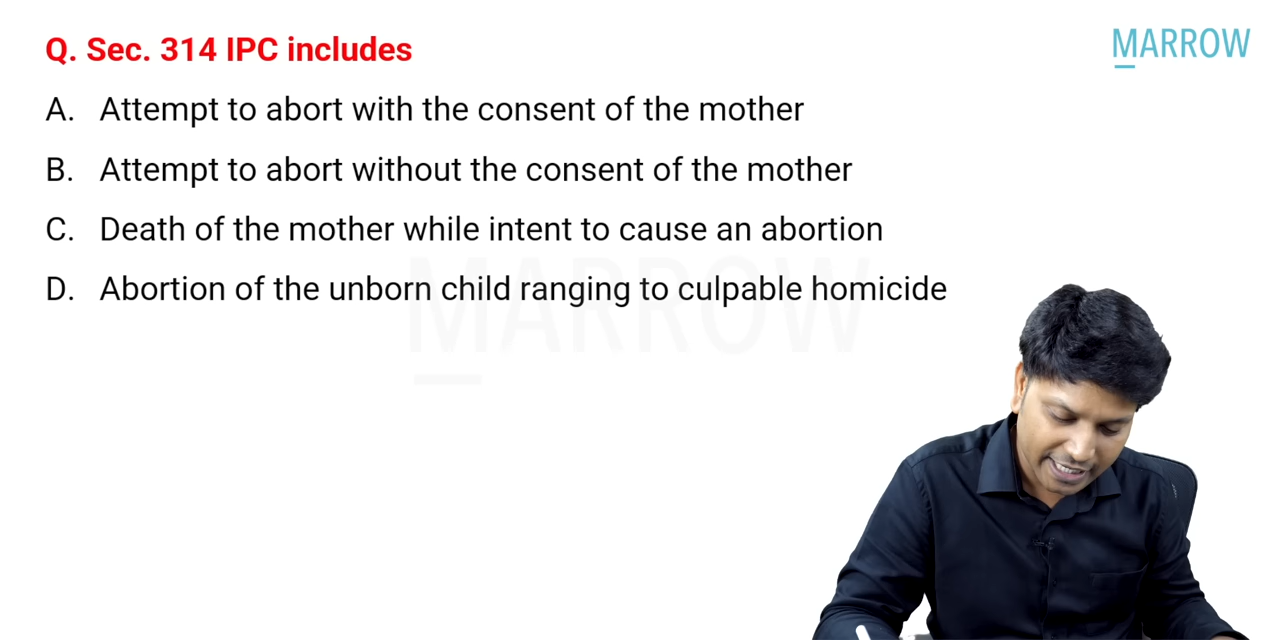 Q. Sec. 314 IPC includes
MARROW
A. Attempt to abort with the consent of the mother
B. Attempt to abort without the consent of the mother
C. Death of the mother while intent to cause an abortion
D. Abortion of the unborn child ranging to culpable homicide
MARROW